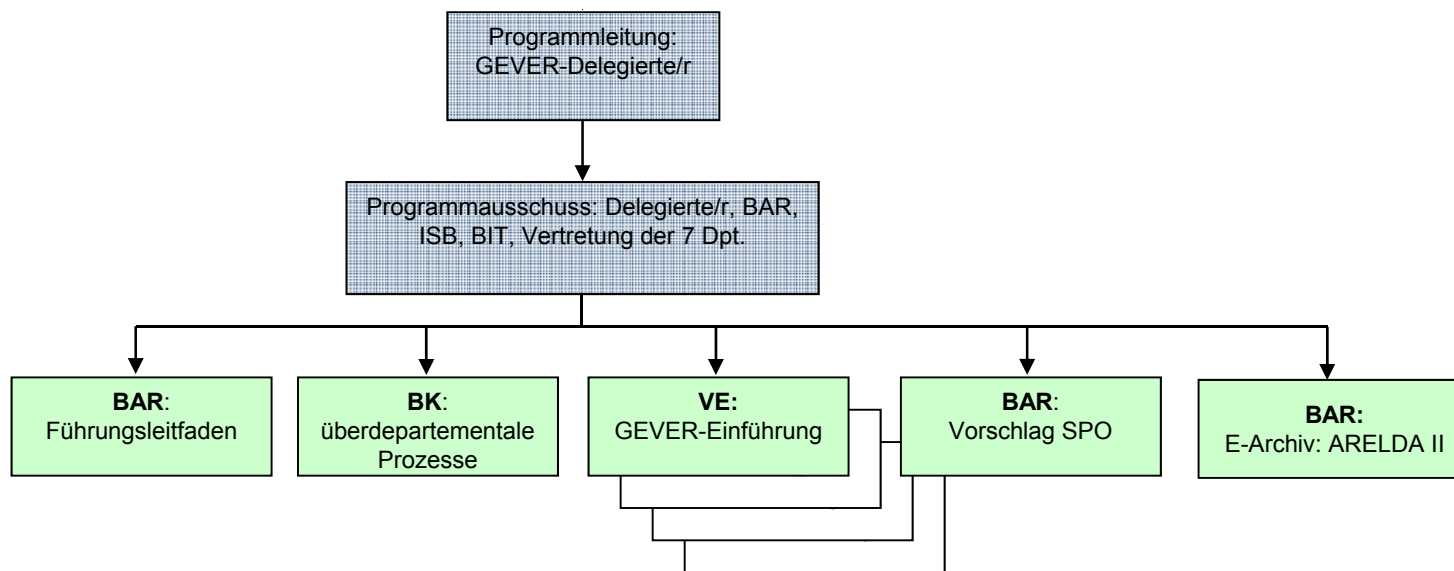 Programmleitung:
GEVER-Delegierte/r
Programmausschuss: Delegierte/r, BAR,
ISB, BIT, Vertretung der 7 Dpt.
BAR:
Führungsleitfaden
BK:
überdepartementale
Prozesse
VE:
GEVER-Einführung
BAR:
Vorschlag SPO
BAR:
E-Archiv: ARELDA II